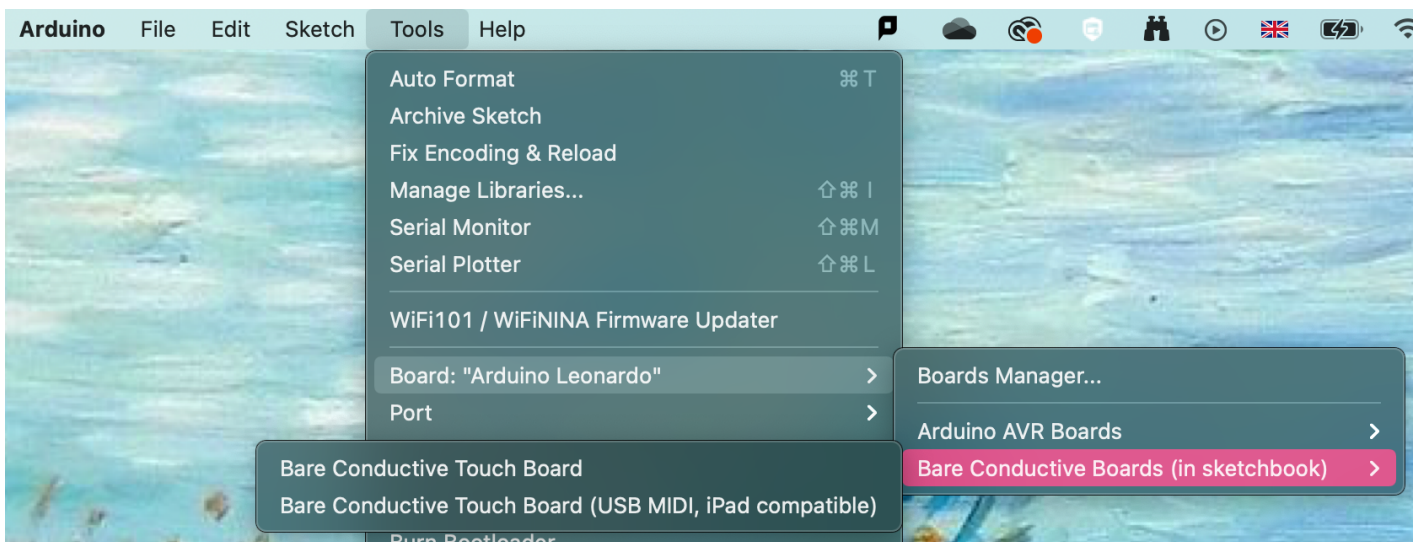 Arduino File Edit Sketch Tools Help
Auto Format ⌘T
Archive Sketch
Fix Encoding & Reload
Manage Libraries... ⇧⌘I
Serial Monitor ⇧⌘M
Serial Plotter ⇧⌘L
WiFi101 / WiFiNINA Firmware Updater
Board: "Arduino Leonardo"
Port
Boards Manager...
Arduino AVR Boards
Bare Conductive Boards (in sketchbook)
Bare Conductive Touch Board
Bare Conductive Touch Board (USB MIDI, iPad compatible)
Burn Bootloader